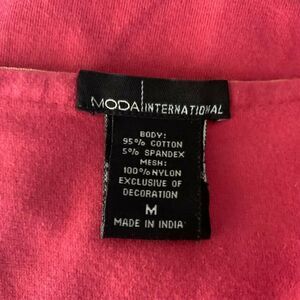 MODA INTERNATIONAL
BODY:
95% COTTON
5% SPANDEX
MESH:
100% NYLON
EXCLUSIVE OF
DECORATION
M
MADE IN INDIA